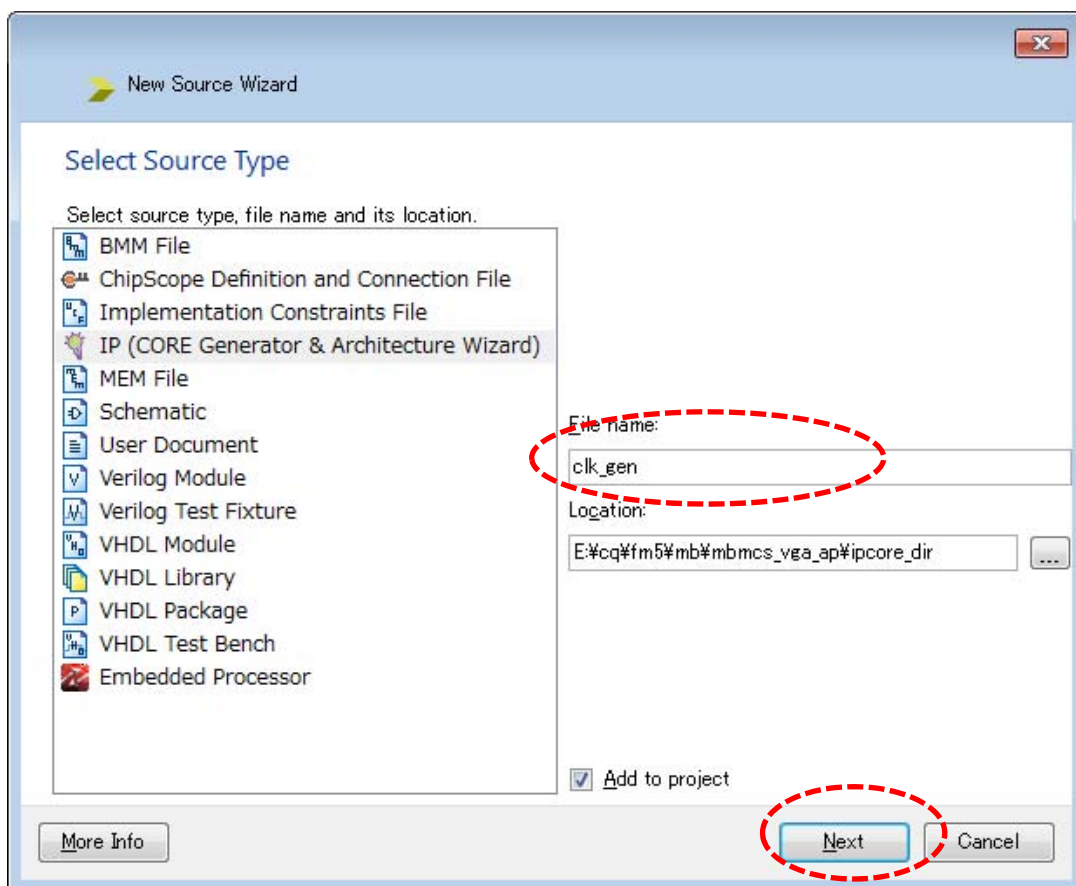 New Source Wizard
Select Source Type
Select source type, file name and its location.
BMM File
ChipScope Definition and Connection File
Implementation Constraints File
IP (CORE Generator & Architecture Wizard)
MEM File
Schematic
User Document
Verilog Module
Verilog Test Fixture
VHDL Module
VHDL Library
VHDL Package
VHDL Test Bench
Embedded Processor
File name:
clk_gen
Location:
E:¥cq¥fm5¥mb¥mbmcs_vga_ap¥ipcore_dir
...
Add to project
More Info
Next
Cancel